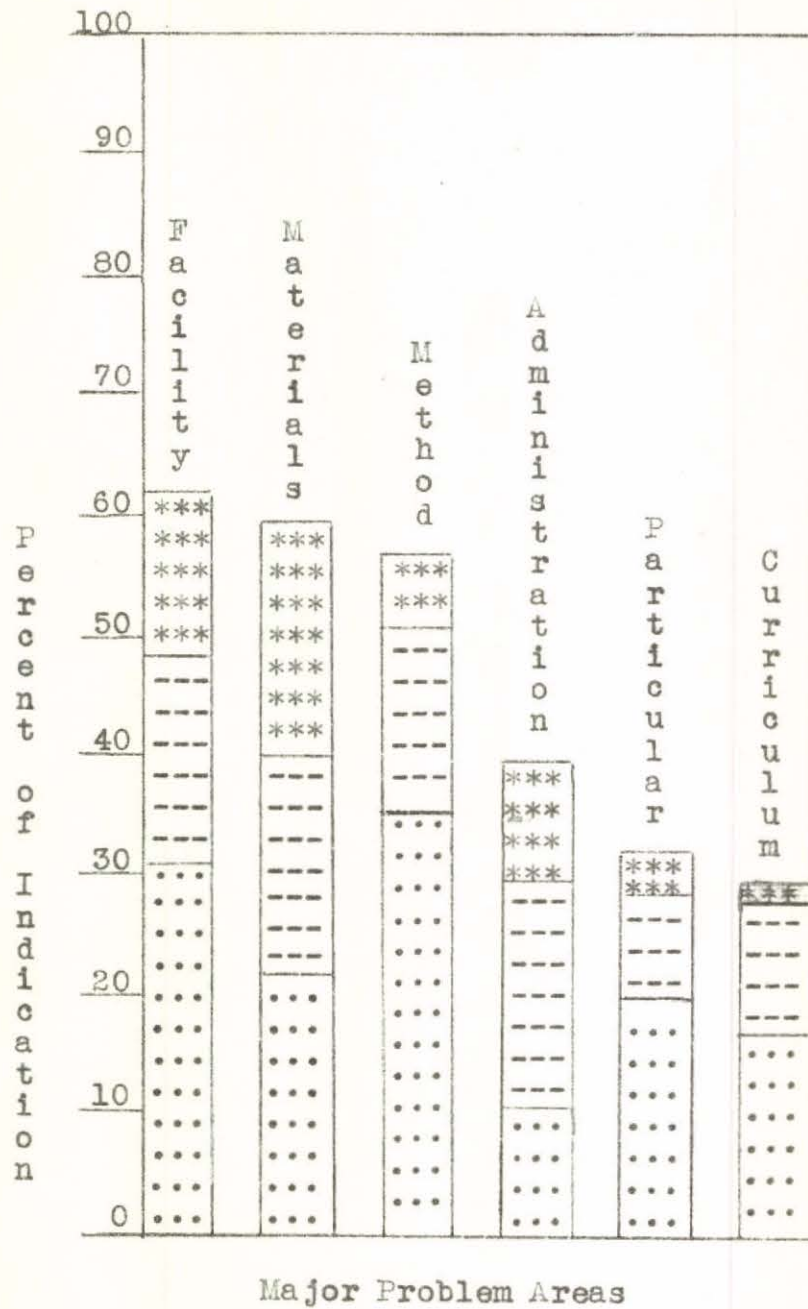 100
90
80
70
60
50
40
30
20
10
0
Percent of Indication
Facility
Materials
Method
Administration
Particular
Curriculum
Major Problem Areas